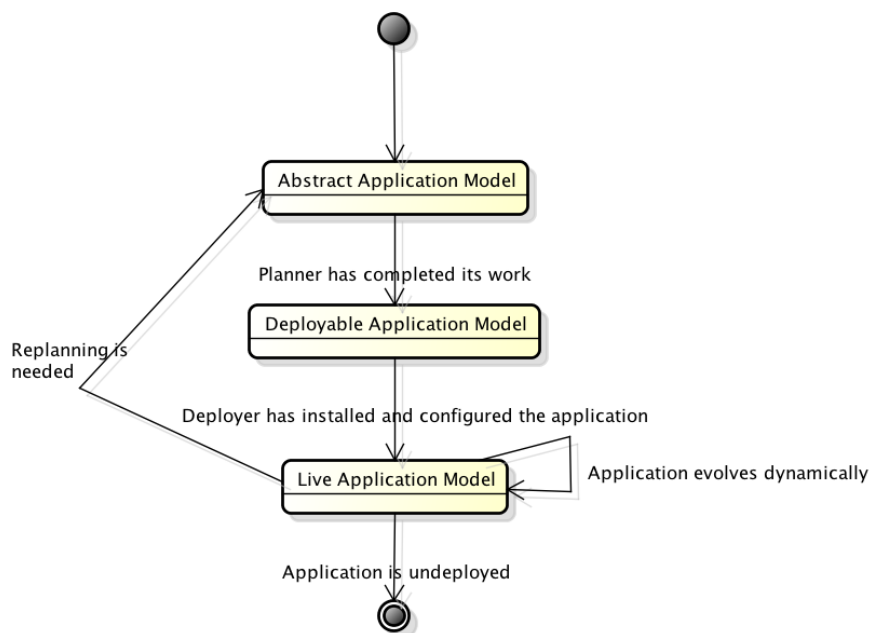 Abstract Application Model
Planner has completed its work
Deployable Application Model
Replanning is
needed
Deployer has installed and configured the application
Live Application Model
Application evolves dynamically
Application is undeployed